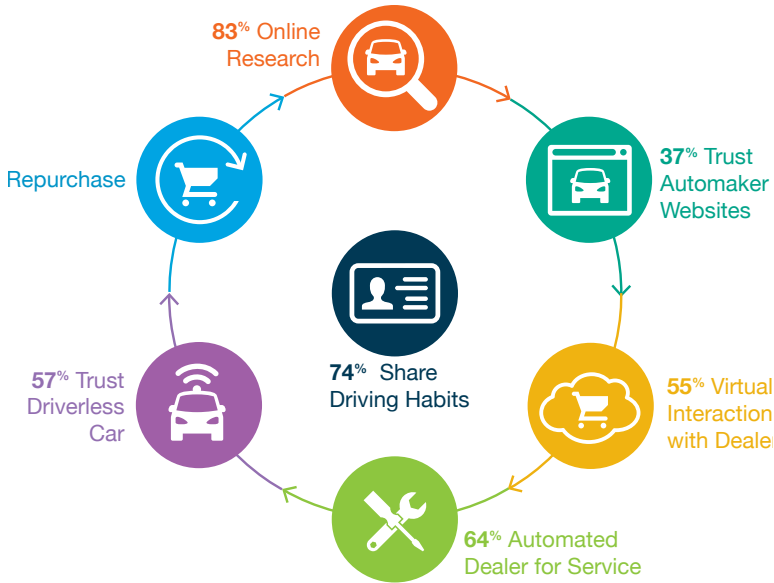 83% Online
Research
37% Trust
Automaker
Websites
55% Virtual
Interaction
with Dealer
64% Automated
Dealer for Service
57% Trust
Driverless
Car
Repurchase
74% Share
Driving Habits